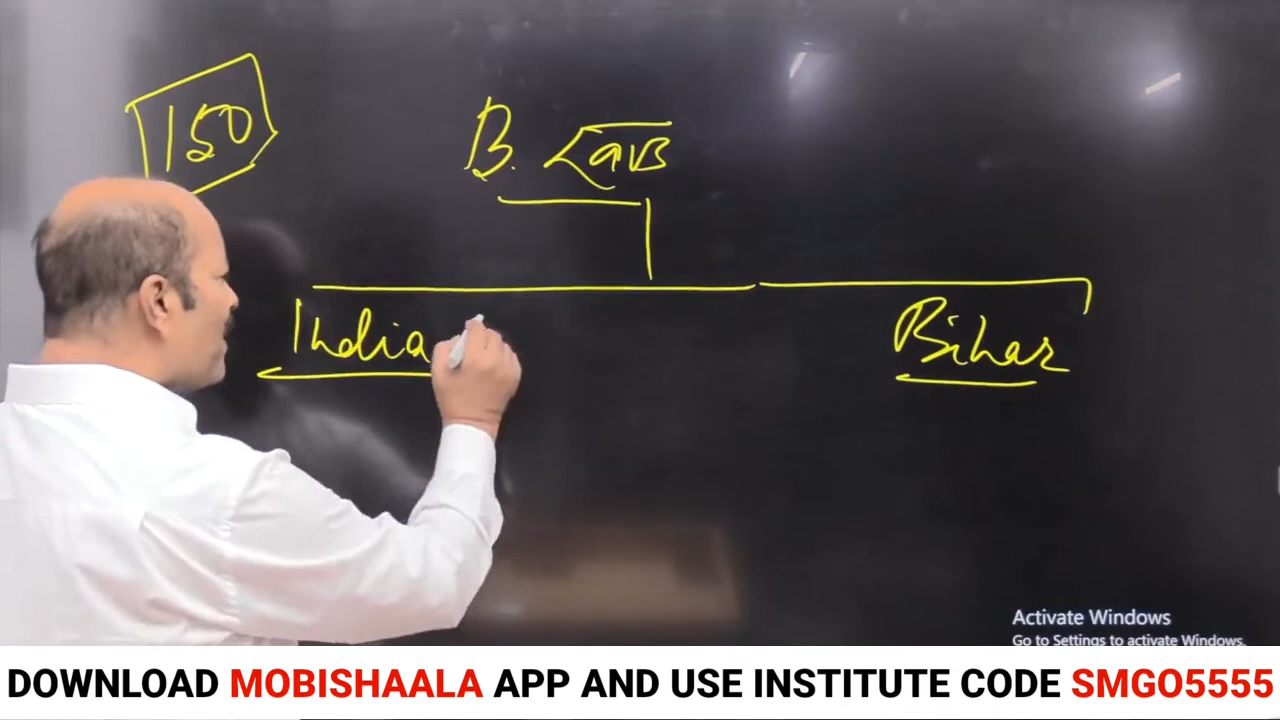 150
B. Law
India
Bihar
Activate Windows
Go to Settings to activate Windows.
DOWNLOAD MOBISHAALA APP AND USE INSTITUTE CODE SMGO5555